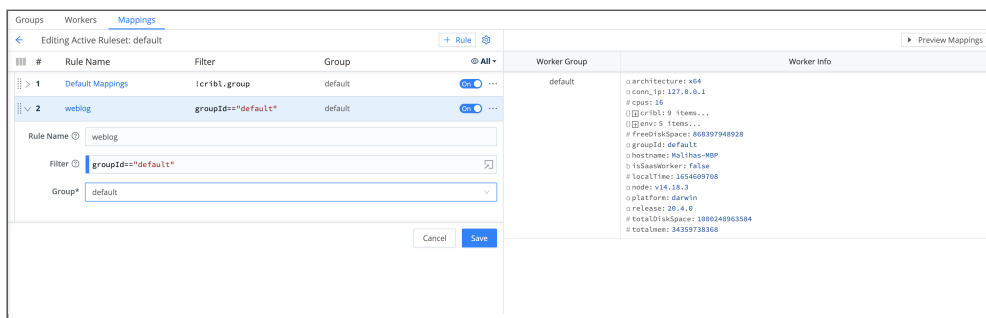 Groups Workers Mappings
← Editing Active Ruleset: default + Rule ▶ Preview Mappings
# Rule Name Filter Group All Worker Group Worker Info
1 Default Mappings !cribl.group default On ...
2 weblog groupId=="default" default On ...
Rule Name weblog
Filter groupId=="default"
Group* default
Cancel Save
default
architecture: x64
conn_ip: 127.0.0.1
# cpus: 16
{} cribl: 9 items...
{} env: 5 items...
# freeDiskSpace: 868397948928
groupId: default
hostname: Malihas-MBP
b isSaasWorker: false
# localTime: 1654609708
node: v14.18.3
platform: darwin
release: 20.4.0
# totalDiskSpace: 1000240963584
# totalmem: 34359738368